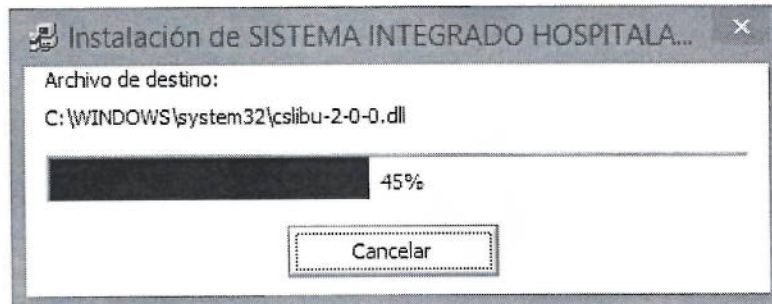 Instalación de SISTEMA INTEGRADO HOSPITALA...
Archivo de destino:
C:\WINDOWS\system32\cslibu-2-0-0.dll
45%
Cancelar